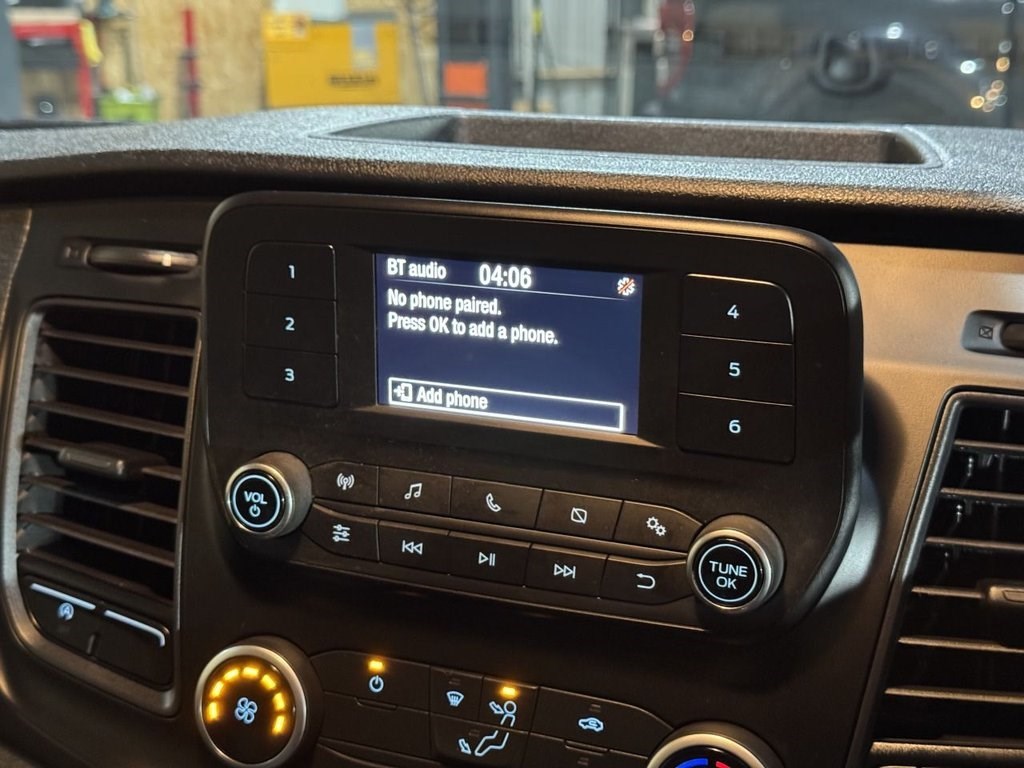 BT audio 04:06
No phone paired.
Press OK to add a phone.
Add phone
1
2
3
4
5
6
VOL
TUNE
OK
A